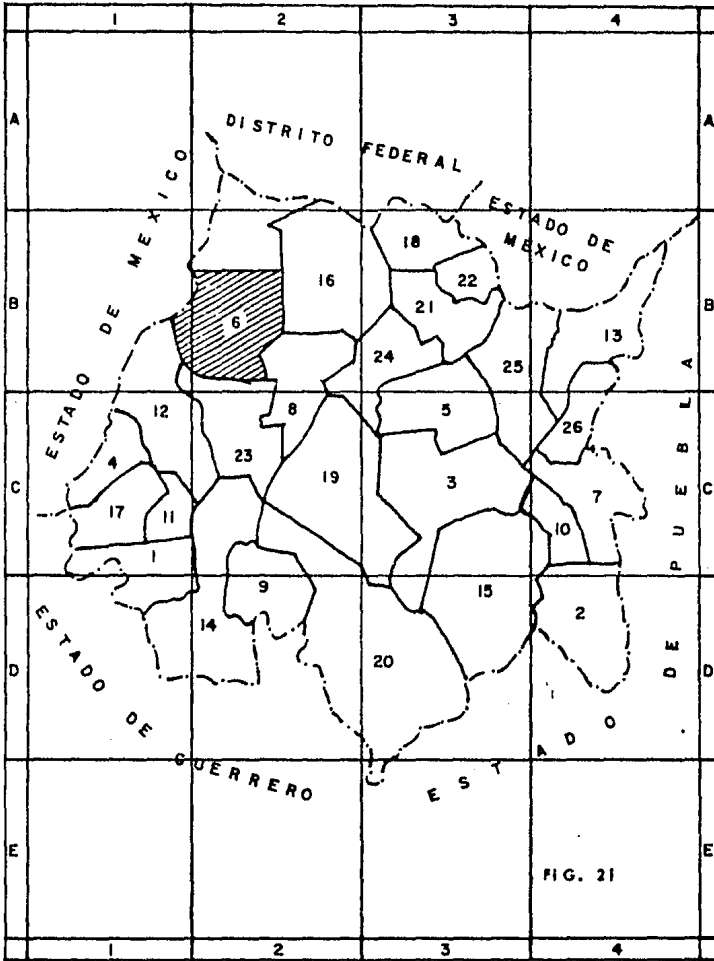 1 2 3 4
A A
DISTRITO FEDERAL
ESTADO DE MEXICO
ESTADO DE
MEXICO
18
16 22
B B
6 21
13
24 25
12 8 5 26
4 23
19 3 7
C C
17 11 10
1
9 15 2
14
20
D D
ESTADO DE GUERRERO
ESTADO DE PUEBLA
E E
FIG. 21
1 2 3 4